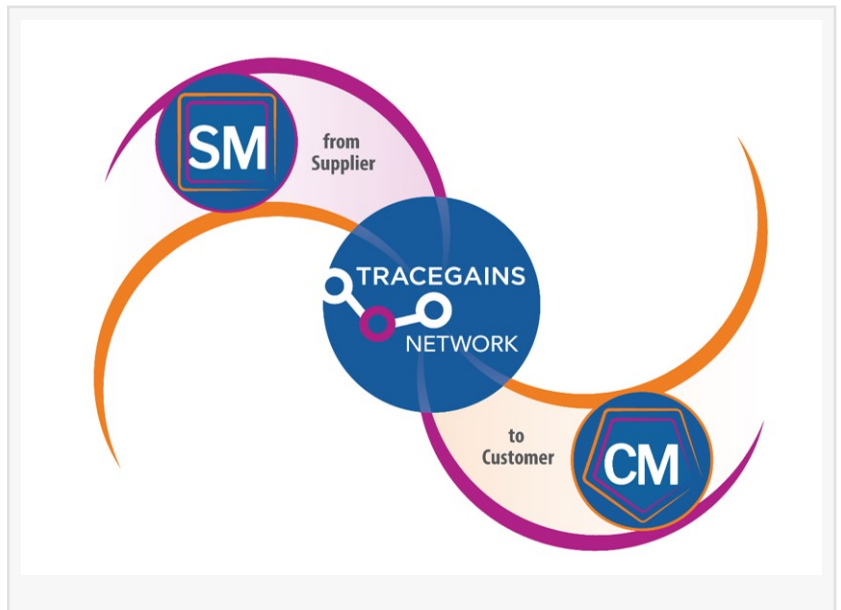 SM
from
Supplier
TRACEGAINS
NETWORK
to
Customer
CM